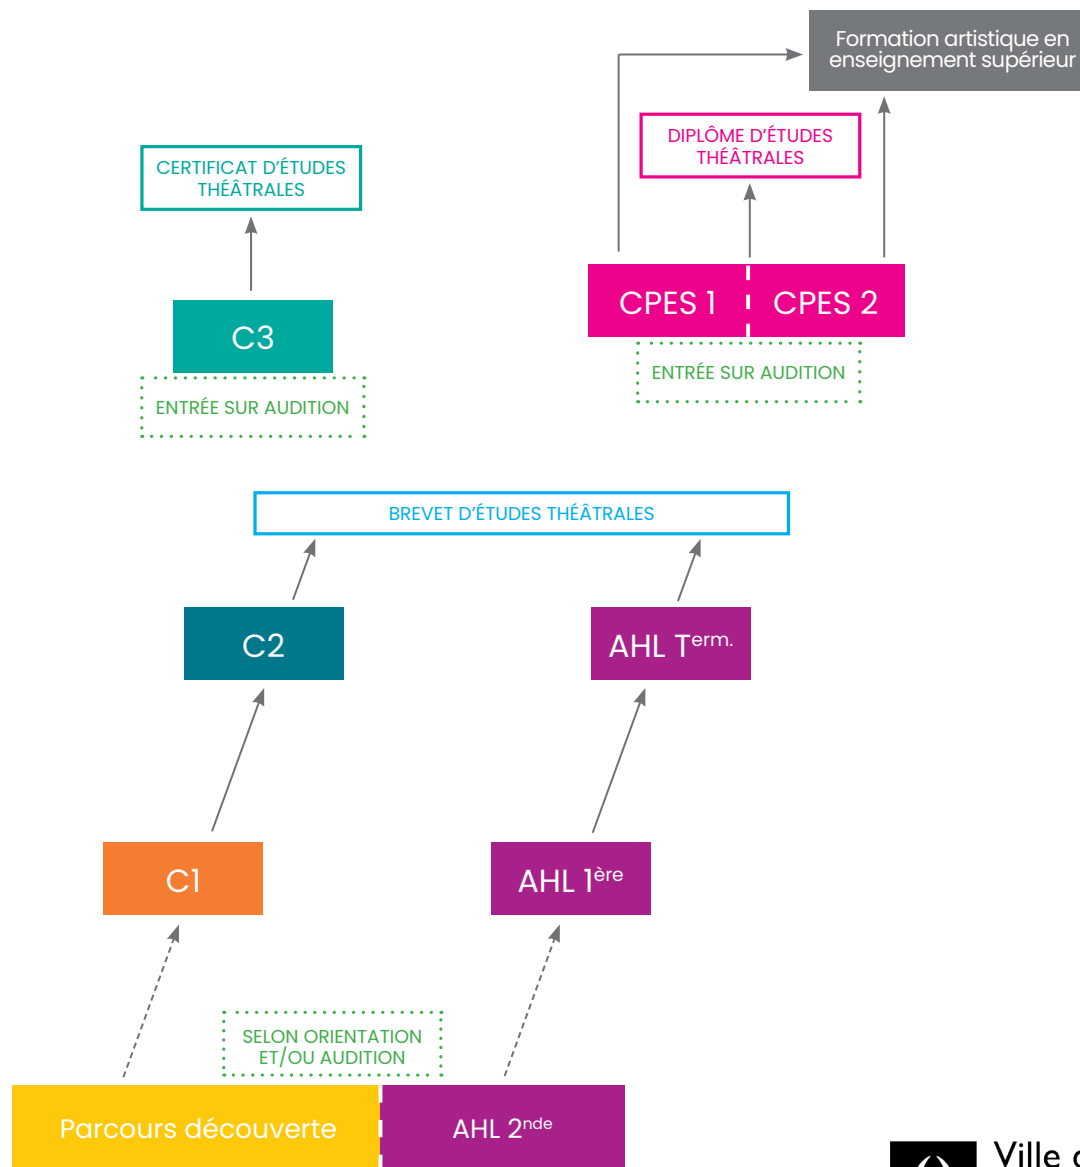 Formation artistique en
enseignement supérieur
DIPLÔME D'ÉTUDES
THÉÂTRALES
CERTIFICAT D'ÉTUDES
THÉÂTRALES
CPES 1
CPES 2
C3
ENTRÉE SUR AUDITION
ENTRÉE SUR AUDITION
BREVET D'ÉTUDES THÉÂTRALES
C2
AHL Term.
C1
AHL 1ère
SELON ORIENTATION
ET/OU AUDITION
Parcours découverte
AHL 2nde
Ville